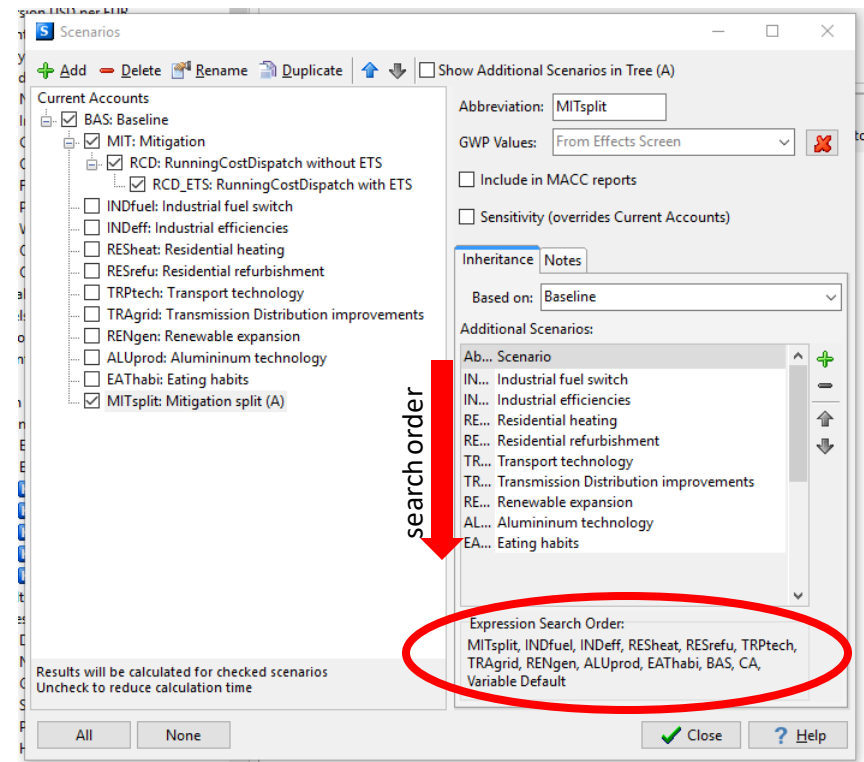 sion USD per EUR
S Scenarios
Add Delete Rename Duplicate Show Additional Scenarios in Tree (A)
Current Accounts
BAS: Baseline
MIT: Mitigation
RCD: RunningCostDispatch without ETS
RCD_ETS: RunningCostDispatch with ETS
INDfuel: Industrial fuel switch
INDeff: Industrial efficiencies
RESheat: Residential heating
RESrefu: Residential refurbishment
TRPtech: Transport technology
TRAgrid: Transmission Distribution improvements
RENgen: Renewable expansion
ALUprod: Alumininum technology
EAThabi: Eating habits
MITsplit: Mitigation split (A)
Results will be calculated for checked scenarios
Uncheck to reduce calculation time
All None
search order
Abbreviation: MITsplit
GWP Values: From Effects Screen
Include in MACC reports
Sensitivity (overrides Current Accounts)
Inheritance Notes
Based on: Baseline
Additional Scenarios:
Ab... Scenario
IN... Industrial fuel switch
IN... Industrial efficiencies
RE... Residential heating
RE... Residential refurbishment
TR... Transport technology
TR... Transmission Distribution improvements
RE... Renewable expansion
AL... Alumininum technology
EA... Eating habits
Expression Search Order:
MITsplit, INDfuel, INDeff, RESheat, RESrefu, TRPtech,
TRAgrid, RENgen, ALUprod, EAThabi, BAS, CA,
Variable Default
Close ? Help